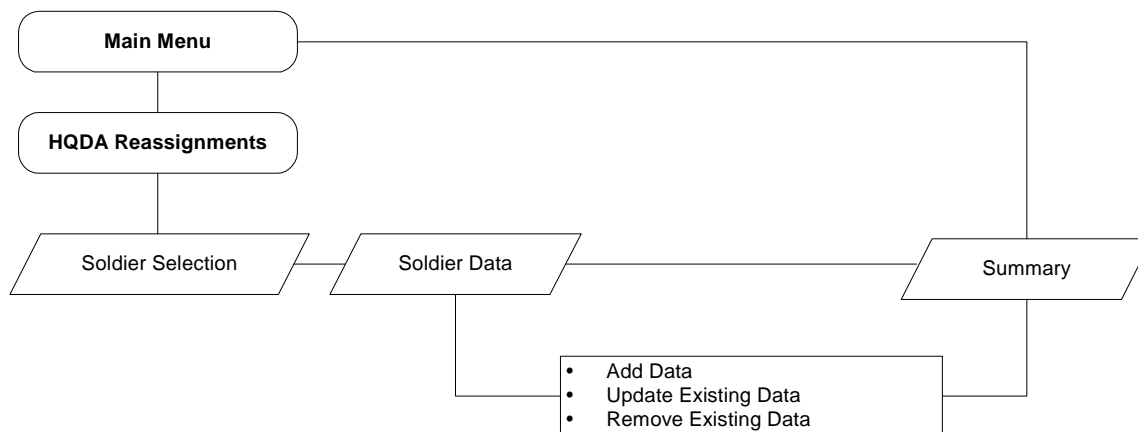 Main Menu
HQDA Reassignments
Soldier Selection
Soldier Data
Summary
• Add Data
• Update Existing Data
• Remove Existing Data